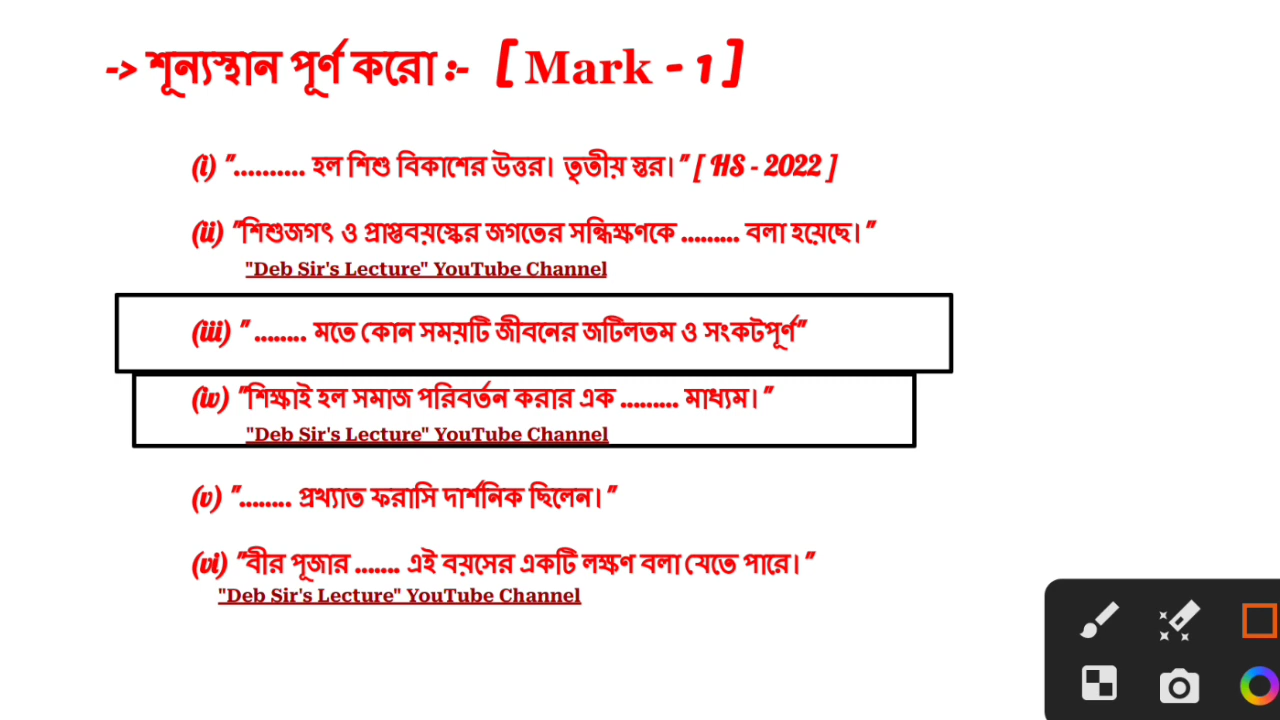 -> শূন্যস্থান পূর্ণ করো :- [ Mark - 1 ]
(i) ".......... হল শিশু বিকাশের উত্তর। তৃতীয় স্তর।" [ HS - 2022 ]
(ii) "শিশুজগৎ ও প্রাপ্তবয়স্কের জগতের সন্ধিক্ষণকে ......... বলা হয়েছে।"
"Deb Sir's Lecture" YouTube Channel
(iii) " ........ মতে কোন সময়টি জীবনের জটিলতম ও সংকটপূর্ণ"
(iv) "শিক্ষাই হল সমাজ পরিবর্তন করার এক ......... মাধ্যম।"
"Deb Sir's Lecture" YouTube Channel
(v) "........ প্রখ্যাত ফরাসি দার্শনিক ছিলেন।"
(vi) "বীর পূজার ....... এই বয়সের একটি লক্ষণ বলা যেতে পারে।"
"Deb Sir's Lecture" YouTube Channel